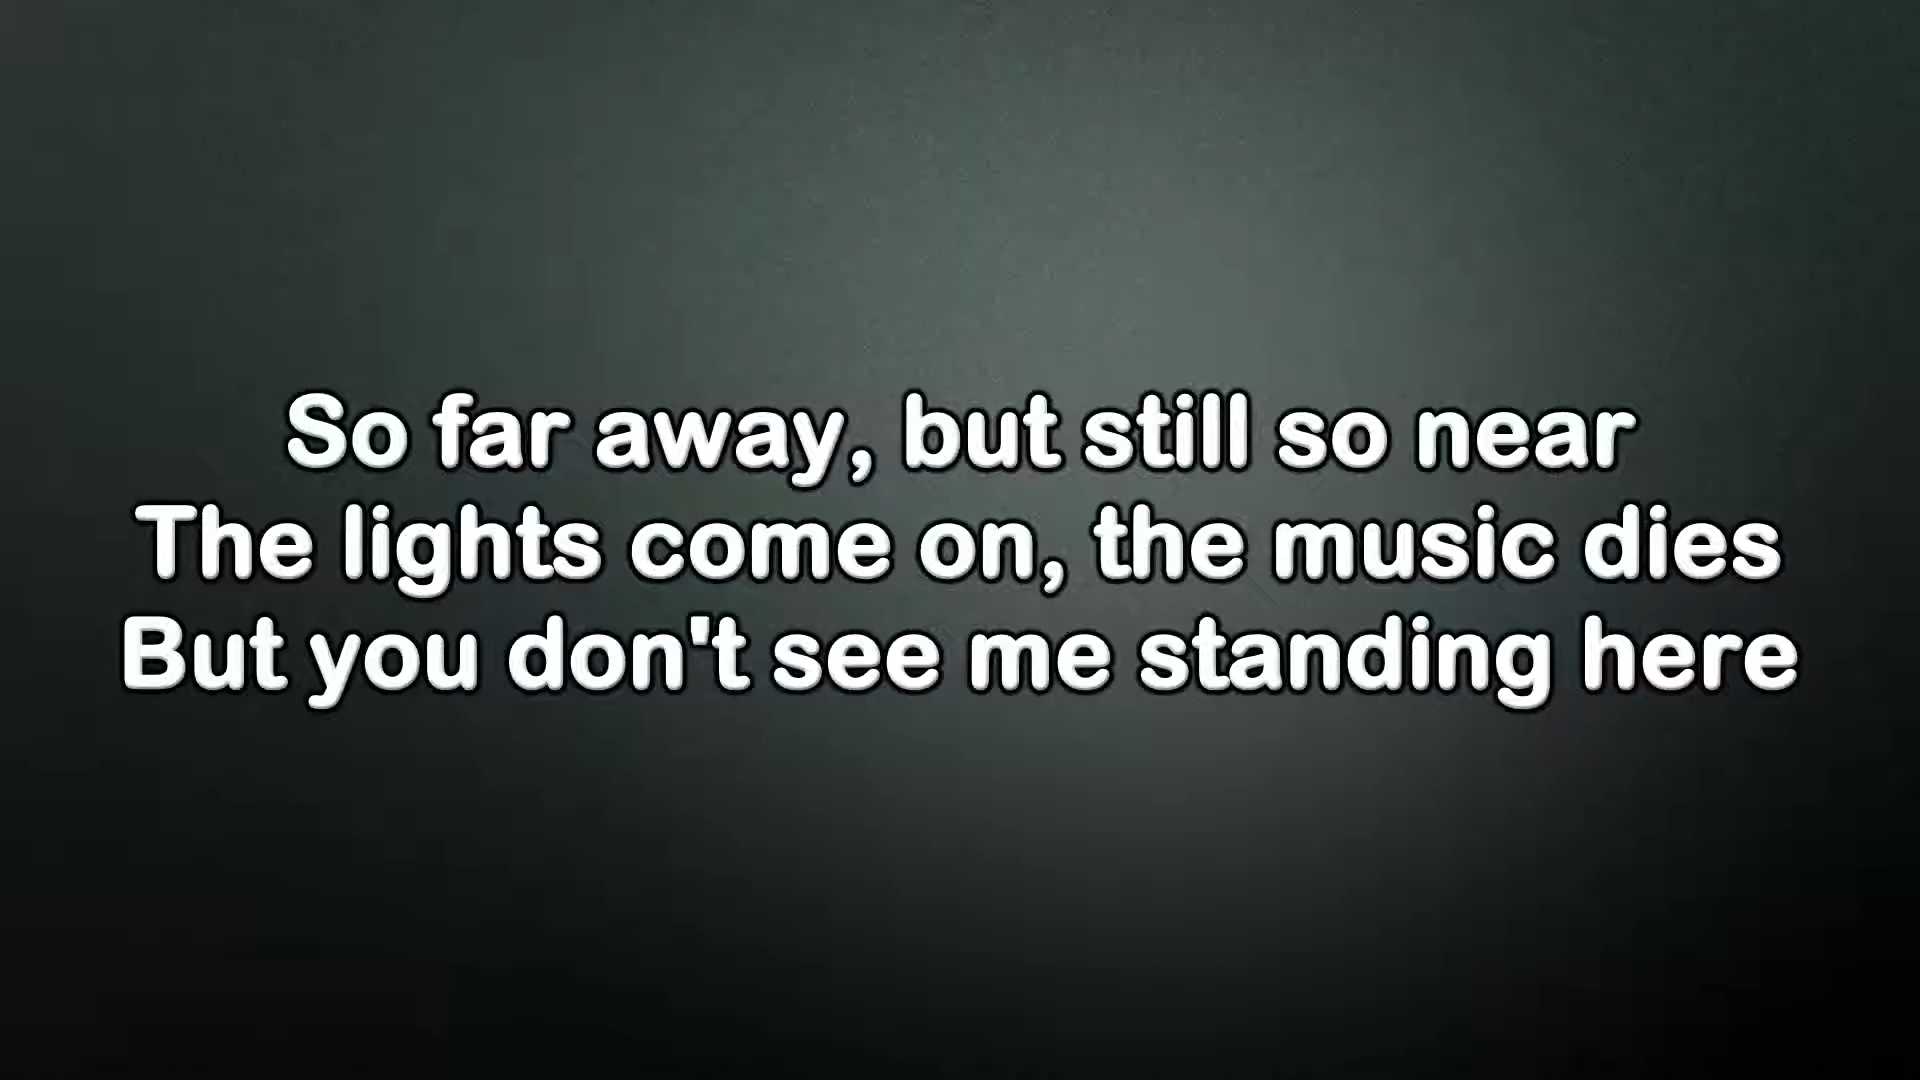 So far away, but still so near
The lights come on, the music dies
But you don't see me standing here